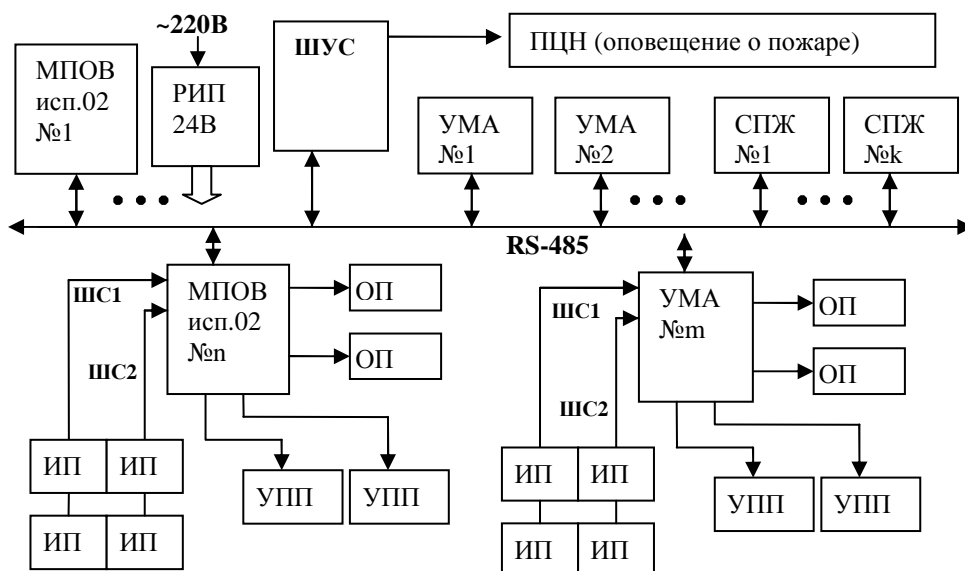 ~220В
ШУС
ПЦН (оповещение о пожаре)
МПОВ
исп.02
№1
РИП
24В
УМА
№1
УМА
№2
СПЖ
№1
СПЖ
№k
RS-485
ШС1
МПОВ
исп.02
№n
ОП
ОП
ШС2
ИП
ИП
ИП
ИП
УПП
УПП
ШС1
УМА
№m
ОП
ОП
ШС2
ИП
ИП
ИП
ИП
УПП
УПП